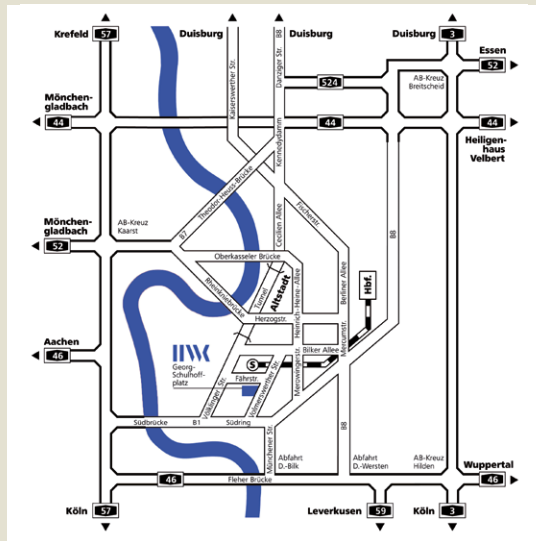 Krefeld
57
Duisburg
B8
Duisburg
Duisburg
3
Essen
52
Kaiserswerther Str.
Danziger Str.
524
AB-Kreuz
Breitscheid
Mönchen-
gladbach
44
44
44
Heiligen-
haus
Velbert
Kennedydamm
Theodor-Heuss-Brücke
B7
Fischerstr.
Mönchen-
gladbach
52
AB-Kreuz
Kaarst
Cecilien Allee
B8
Oberkasseler Brücke
Rheinkniebrücke
Tunnel
Altstadt
Heinrich-Heine-Allee
Berliner Allee
Hbf.
Herzogstr.
Aachen
46
HWK
Georg-
Schulhoff-
platz
S
Bilker Allee
Mercumstr.
Fährstr.
Völklinger Str.
Volmerswerther Str.
Merowingerstr.
Südbrücke
B1
Südring
Münchener Str.
B8
Abfahrt
D.-Bilk
Abfahrt
D.-Wersten
AB-Kreuz
Hilden
Wuppertal
46
46
Fleher Brücke
Köln
57
Leverkusen
59
Köln
3